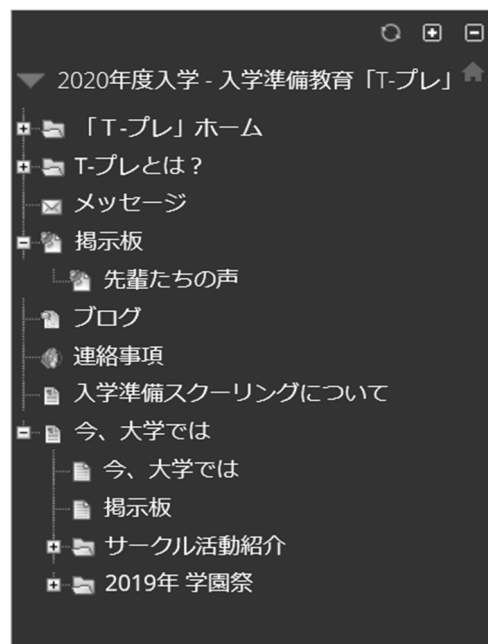 2020年度入学 - 入学準備教育「T-プレ」
「T-プレ」ホーム
T-プレとは？
メッセージ
掲示板
先輩たちの声
ブログ
連絡事項
入学準備スクーリングについて
今、大学では
今、大学では
掲示板
サークル活動紹介
2019年 学園祭